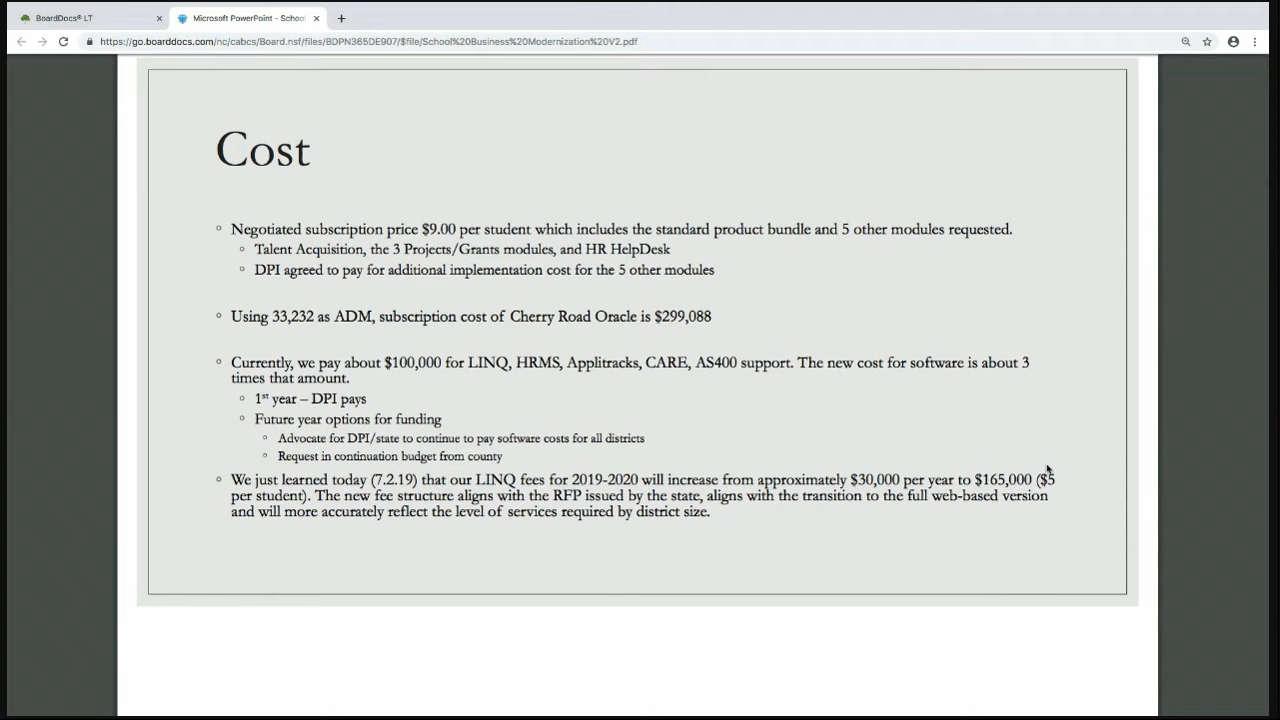 BoardDocs® LT
Microsoft PowerPoint - School
https://go.boarddocs.com/nc/cabcs/Board.nsf/files/BDPN365DE907/$file/School%20Business%20Modernization%20V2.pdf
Cost
Negotiated subscription price $9.00 per student which includes the standard product bundle and 5 other modules requested.
Talent Acquisition, the 3 Projects/Grants modules, and HR HelpDesk
DPI agreed to pay for additional implementation cost for the 5 other modules
Using 33,232 as ADM, subscription cost of Cherry Road Oracle is $299,088
Currently, we pay about $100,000 for LINQ, HRMS, Applitracks, CARE, AS400 support. The new cost for software is about 3
times that amount.
1st year – DPI pays
Future year options for funding
Advocate for DPI/state to continue to pay software costs for all districts
Request in continuation budget from county
We just learned today (7.2.19) that our LINQ fees for 2019-2020 will increase from approximately $30,000 per year to $165,000 ($5
per student). The new fee structure aligns with the RFP issued by the state, aligns with the transition to the full web-based version
and will more accurately reflect the level of services required by district size.